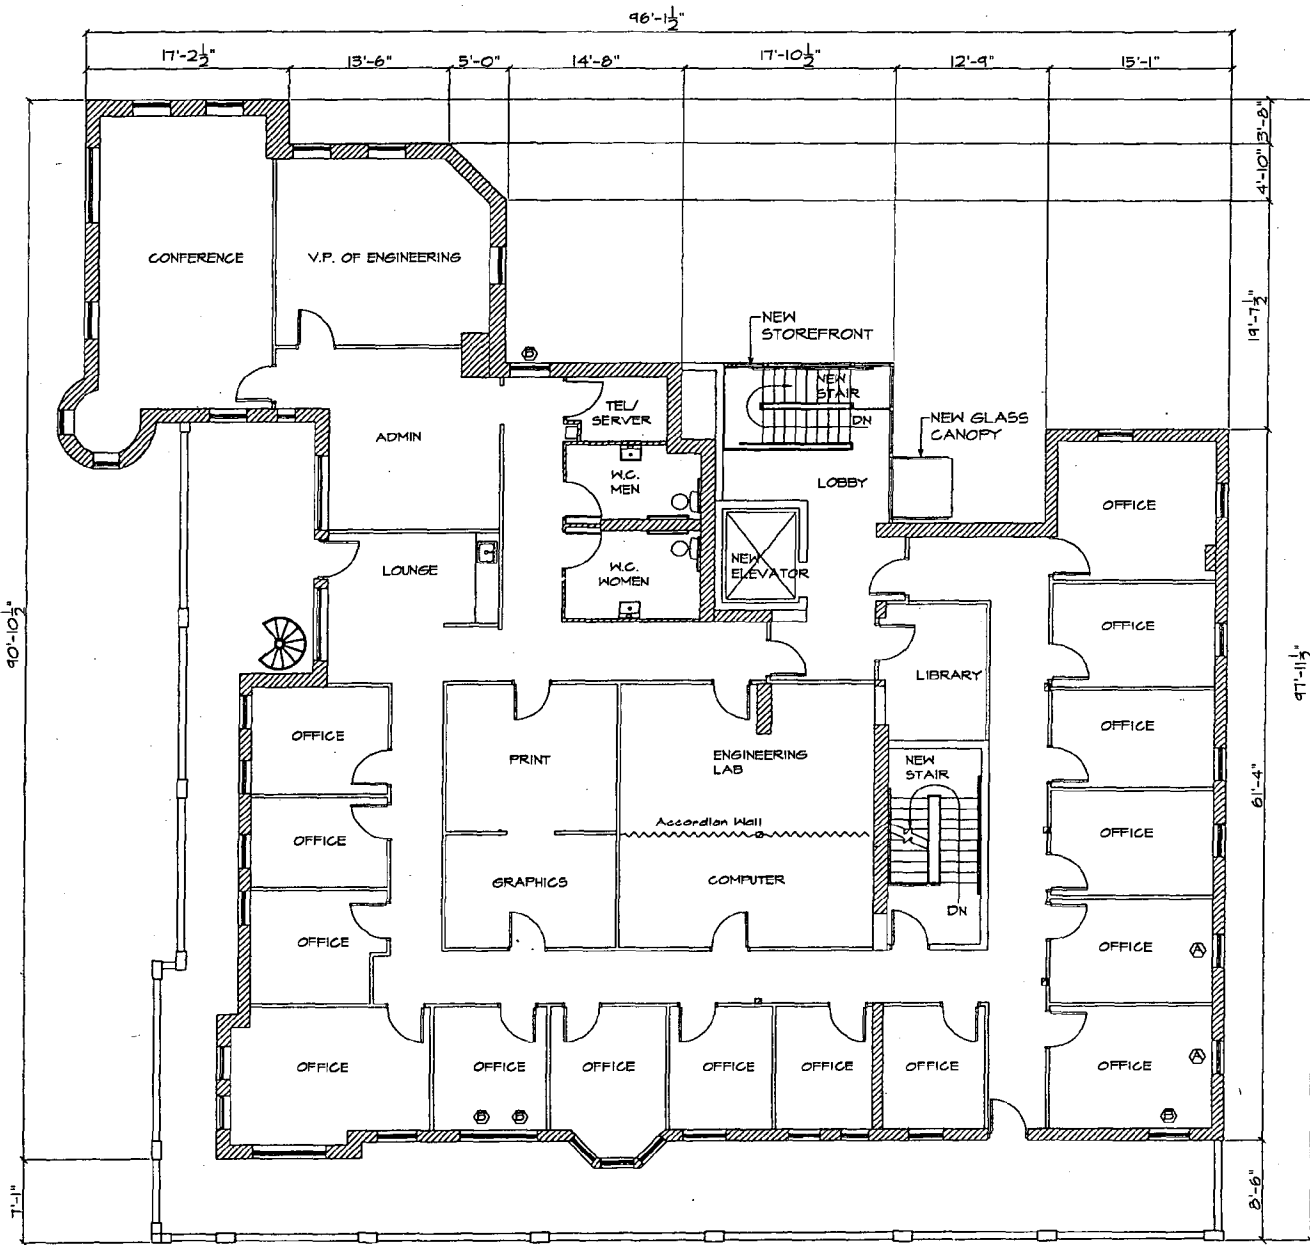 96'-1½"
17'-2½"
13'-6"
5'-0"
14'-8"
17'-10½"
12'-9"
15'-1"
3'-8"
4'-10"
CONFERENCE
V.P. OF ENGINEERING
19'-7½"
NEW
STOREFRONT
B
NEW
STAIR
DN
TEL/
SERVER
NEW GLASS
CANOPY
ADMIN
W.C.
MEN
LOBBY
OFFICE
LOUNGE
W.C.
WOMEN
NEW
ELEVATOR
90'-10½"
OFFICE
LIBRARY
97'-11½"
OFFICE
OFFICE
PRINT
ENGINEERING
LAB
NEW
STAIR
61'-4"
Accordian Wall
OFFICE
OFFICE
GRAPHICS
COMPUTER
DN
OFFICE
OFFICE
A
OFFICE
OFFICE
OFFICE
OFFICE
OFFICE
OFFICE
OFFICE
A
B
B
B
7'-1"
8'-6"